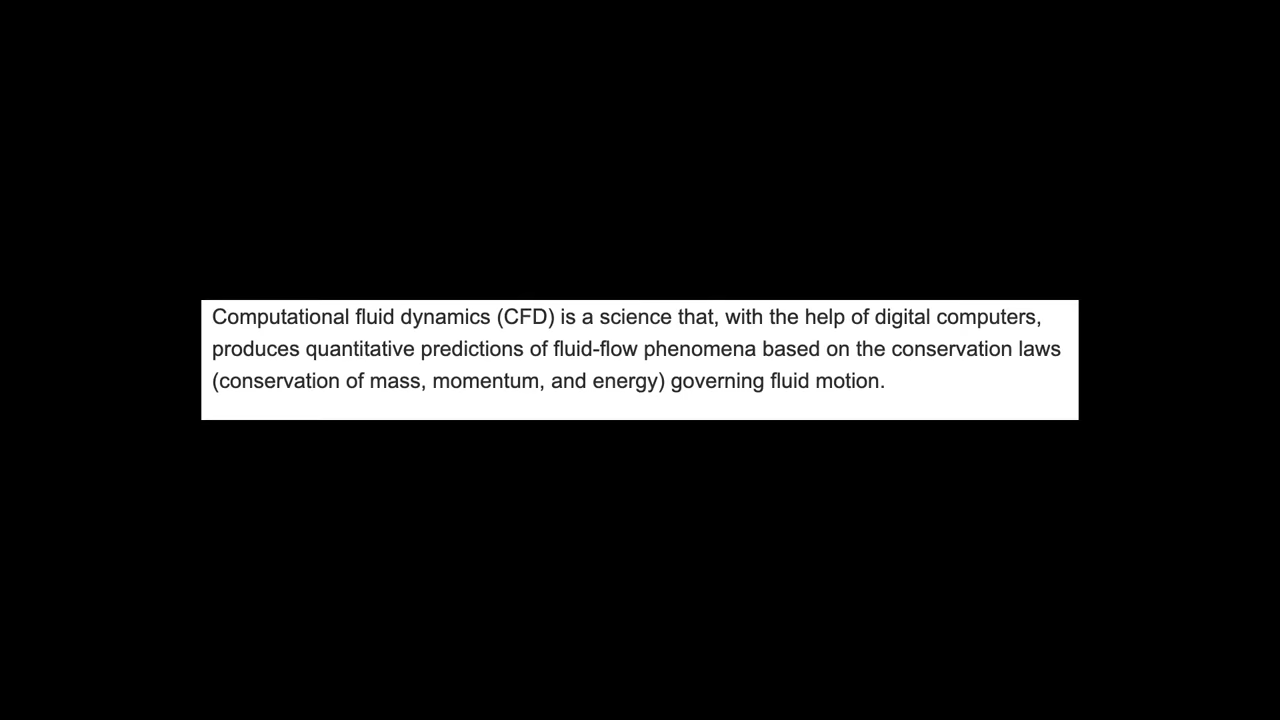 Computational fluid dynamics (CFD) is a science that, with the help of digital computers,
produces quantitative predictions of fluid-flow phenomena based on the conservation laws
(conservation of mass, momentum, and energy) governing fluid motion.